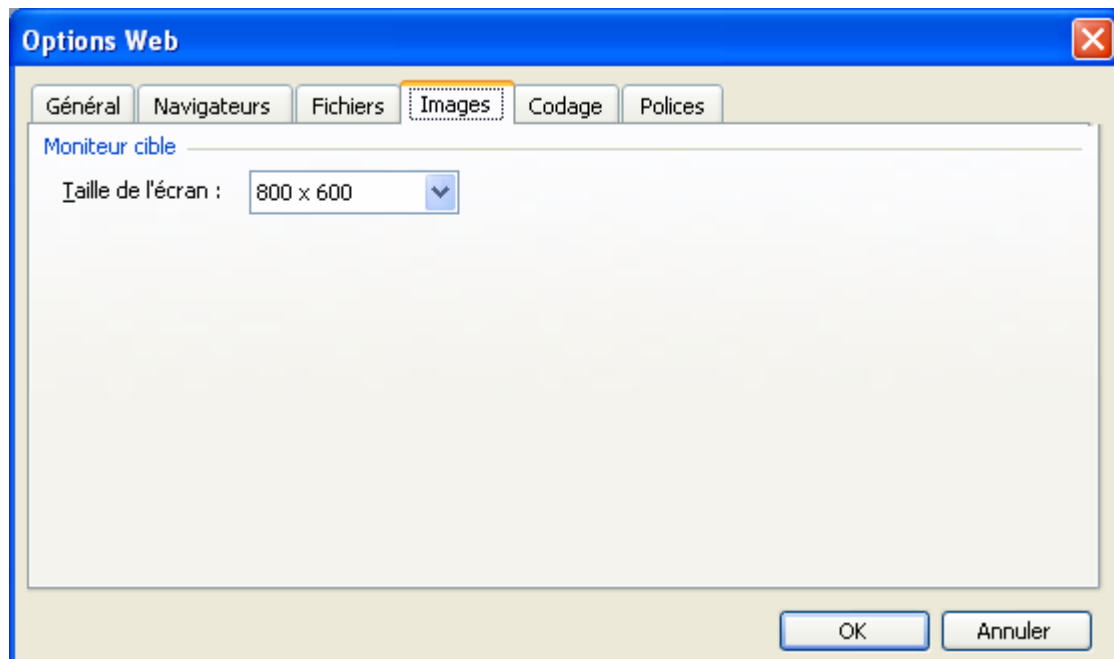 Options Web
Général Navigateurs Fichiers Images Codage Polices
Moniteur cible
Taille de l'écran : 800 x 600
OK Annuler